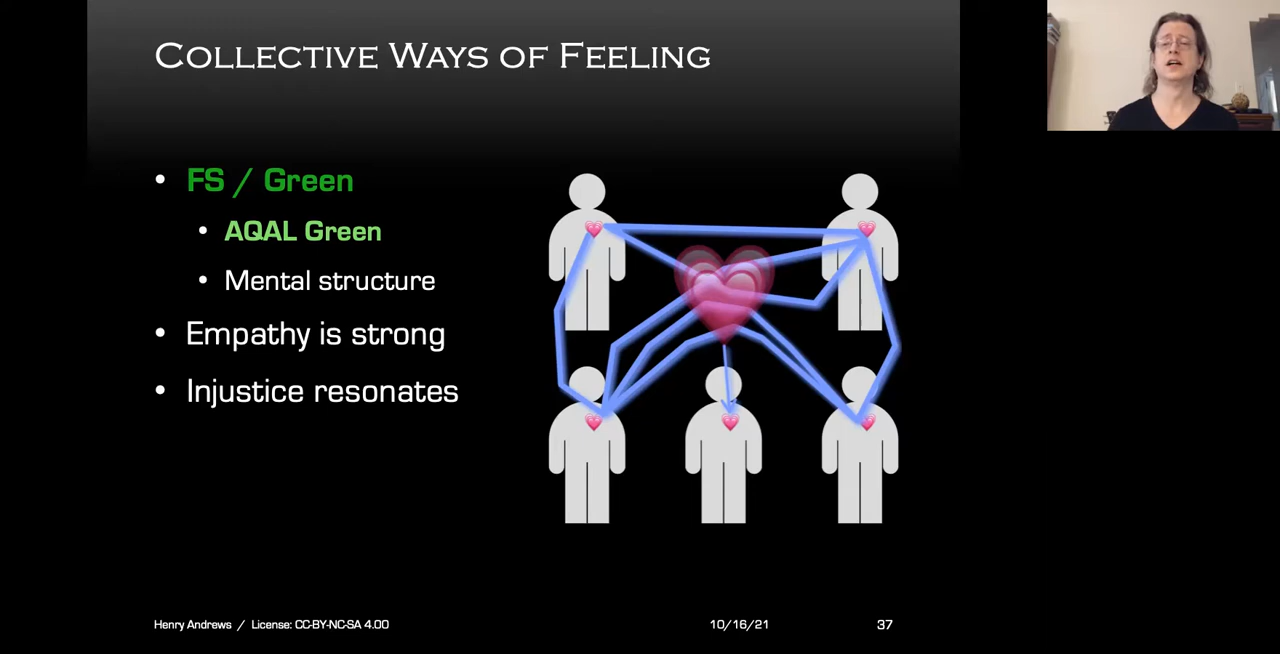 Collective Ways of Feeling
• FS / Green
• AQAL Green
• Mental structure
• Empathy is strong
• Injustice resonates
Henry Andrews / License: CC-BY-NC-SA 4.00
10/16/21
37